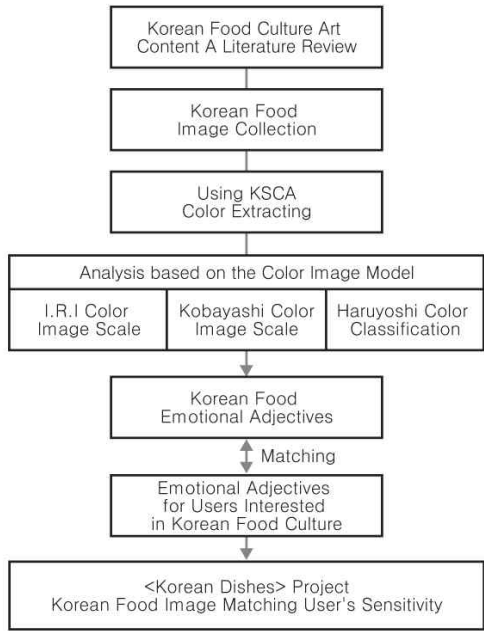 Korean Food Culture Art
Content A Literature Review
Korean Food
Image Collection
Using KSCA
Color Extracting
Analysis based on the Color Image Model
I.R.I Color
Image Scale
Kobayashi Color
Image Scale
Haruyoshi Color
Classification
Korean Food
Emotional Adjectives
Matching
Emotional Adjectives
for Users Interested
in Korean Food Culture
<Korean Dishes> Project
Korean Food Image Matching User's Sensitivity